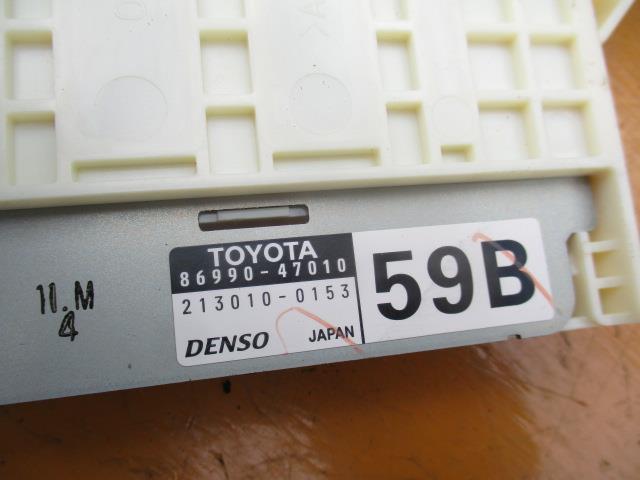 TOYOTA
86990-47010
213010-0153
DENSO JAPAN
59B
11.M
4